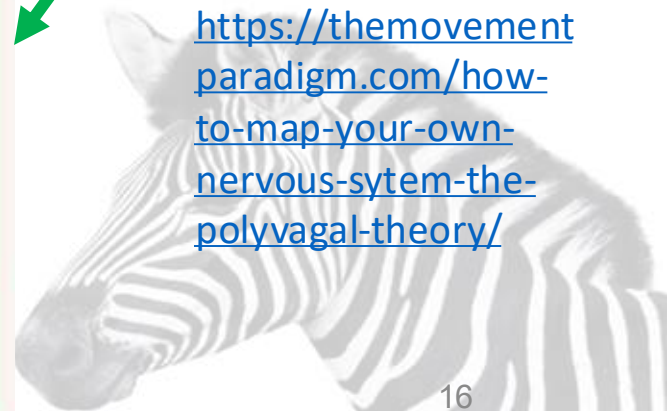 https://themovement
paradigm.com/how-
to-map-your-own-
nervous-sytem-the-
polyvagal-theory/
16